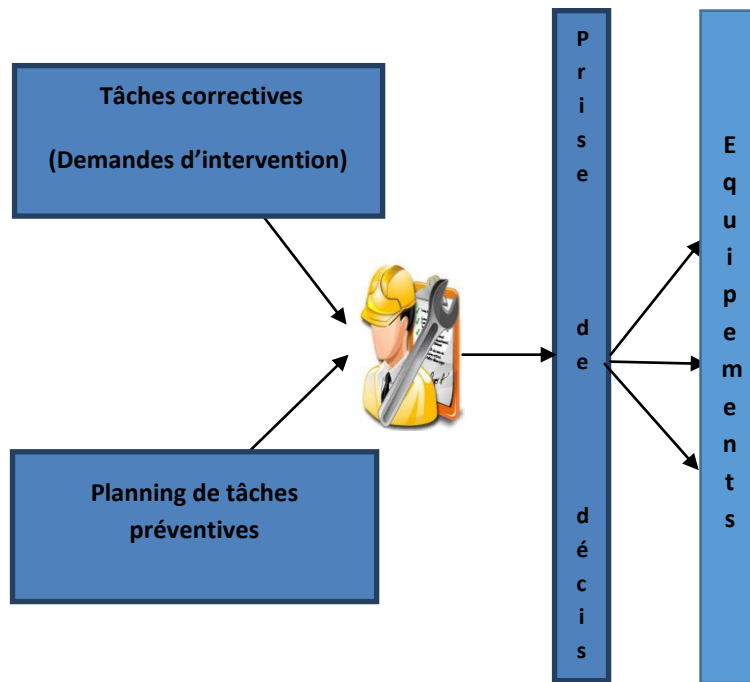 Tâches correctives
(Demandes d’intervention)
Planning de tâches
préventives
Prise de décis
Equipements